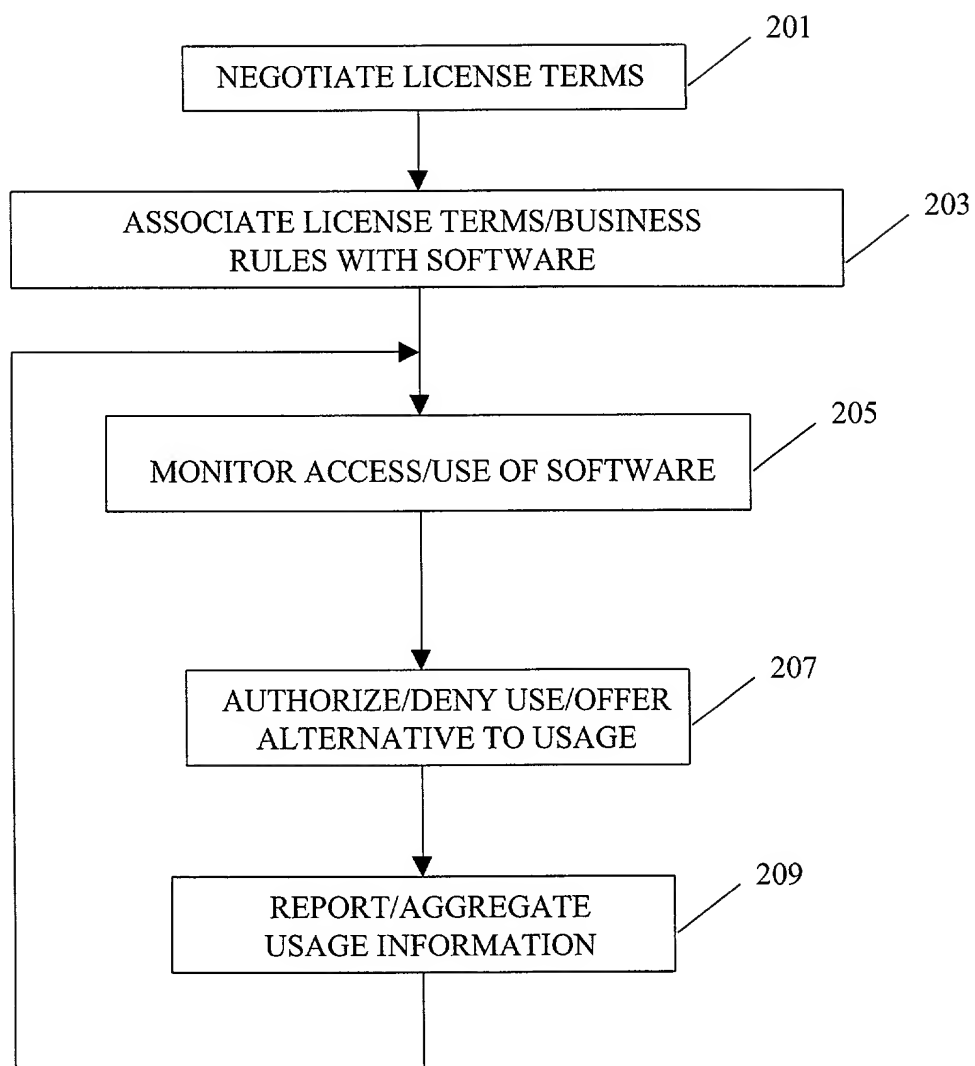 201
NEGOTIATE LICENSE TERMS
203
ASSOCIATE LICENSE TERMS/BUSINESS
RULES WITH SOFTWARE
205
MONITOR ACCESS/USE OF SOFTWARE
207
AUTHORIZE/DENY USE/OFFER
ALTERNATIVE TO USAGE
209
REPORT/AGGREGATE
USAGE INFORMATION